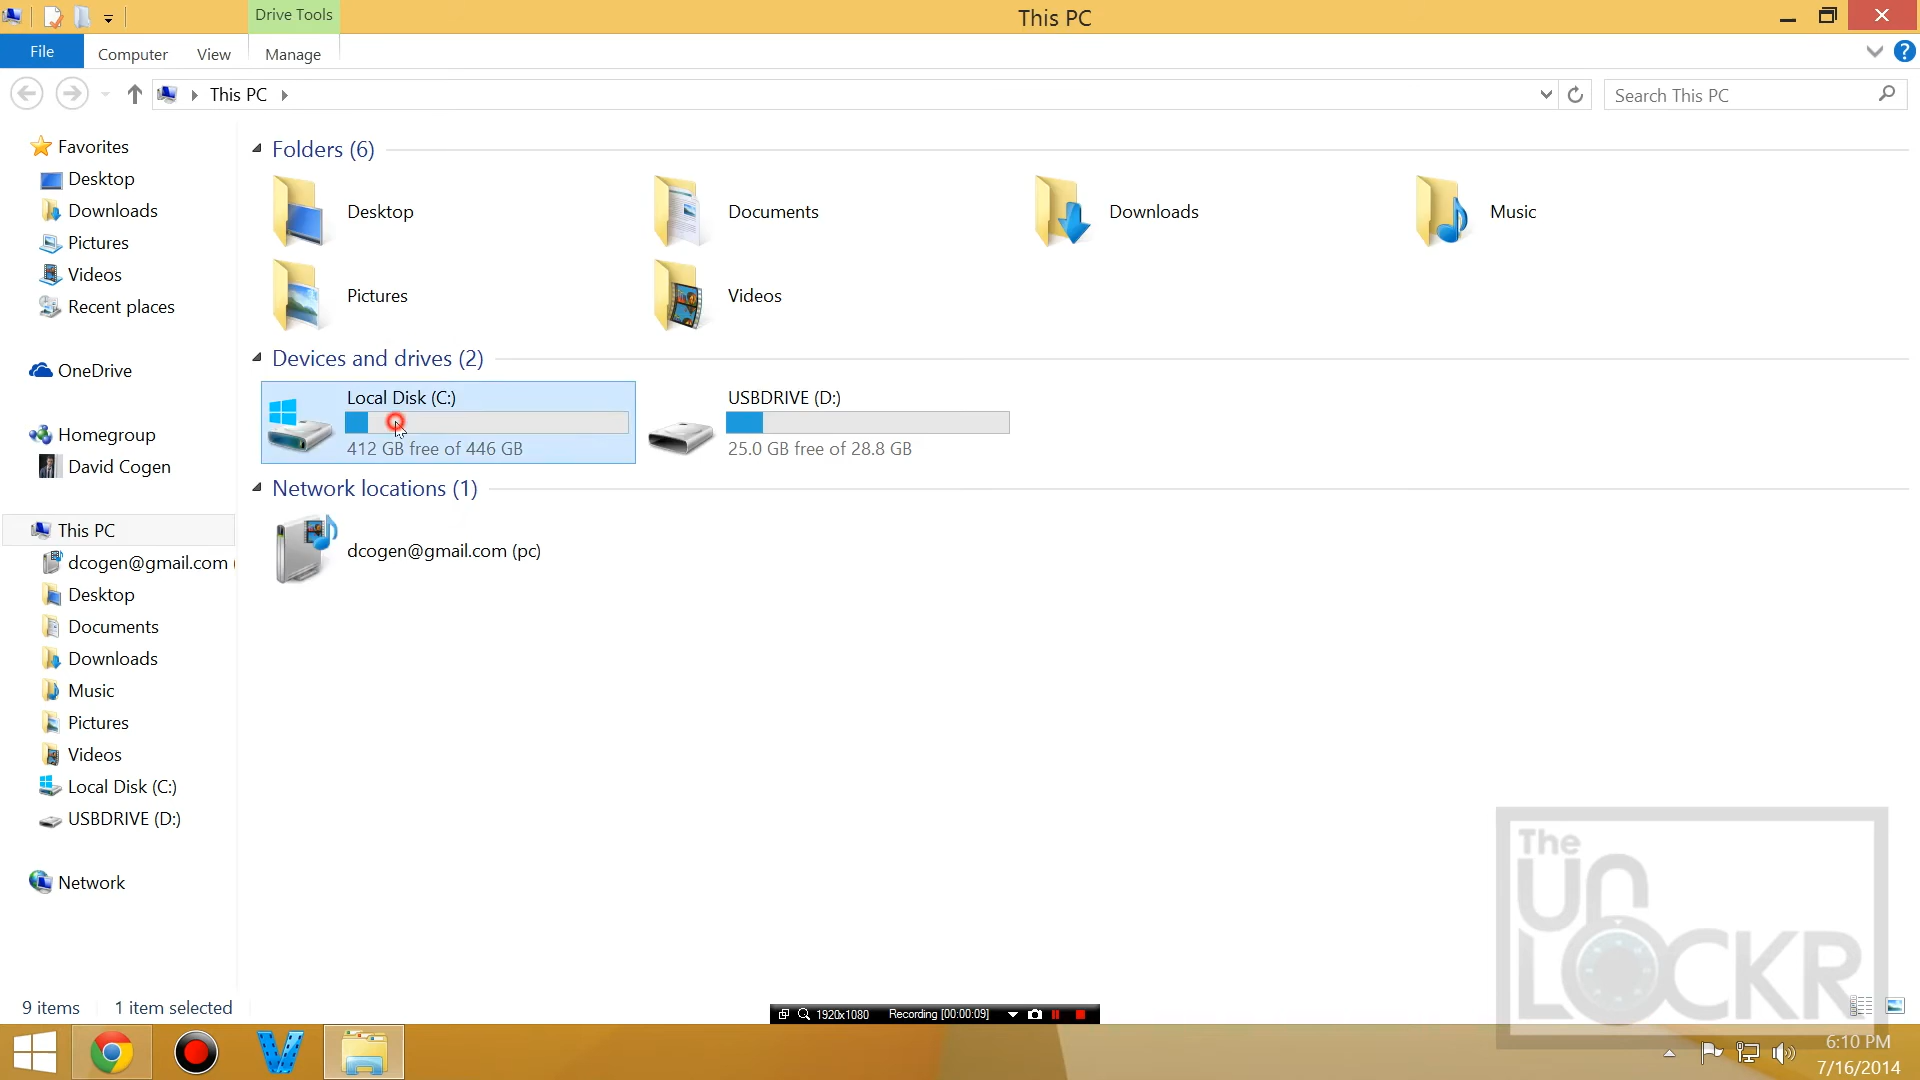 Drive Tools
This PC
File
Computer
View
Manage
This PC
Search This PC
Favorites
Desktop
Downloads
Pictures
Videos
Recent places
OneDrive
Homegroup
David Cogen
This PC
dcogen@gmail.com (
Desktop
Documents
Downloads
Music
Pictures
Videos
Local Disk (C:)
USBDRIVE (D:)
Network
Folders (6)
Desktop
Documents
Downloads
Music
Pictures
Videos
Devices and drives (2)
Local Disk (C:)
412 GB free of 446 GB
USBDRIVE (D:)
25.0 GB free of 28.8 GB
Network locations (1)
dcogen@gmail.com (pc)
The
UN
LOCKR
9 items
1 item selected
1920x1080
Recording [00:00:09]
6:10 PM
7/16/2014